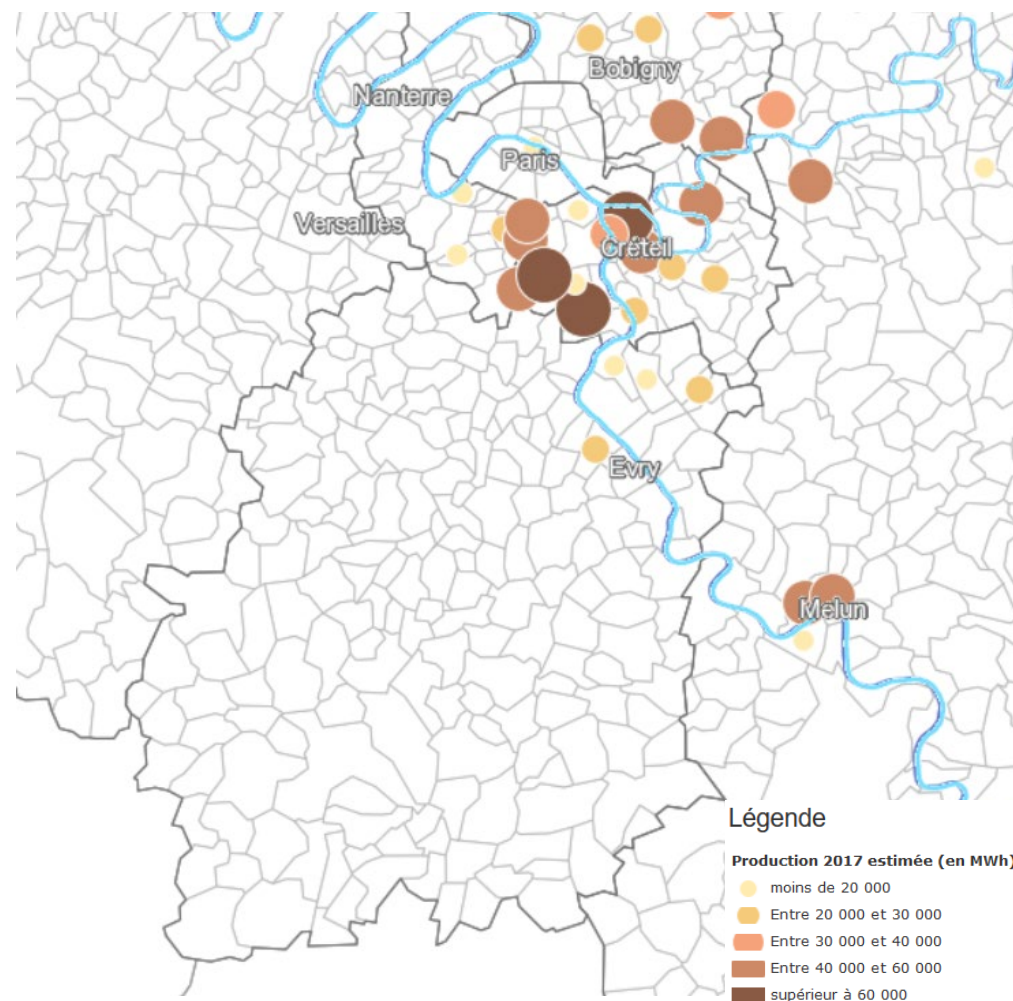 Bobigny
Nanterre
Paris
Versailles
Créteil
Evry
Melun
Légende
Production 2017 estimée (en MWh)
moins de 20 000
Entre 20 000 et 30 000
Entre 30 000 et 40 000
Entre 40 000 et 60 000
supérieur à 60 000